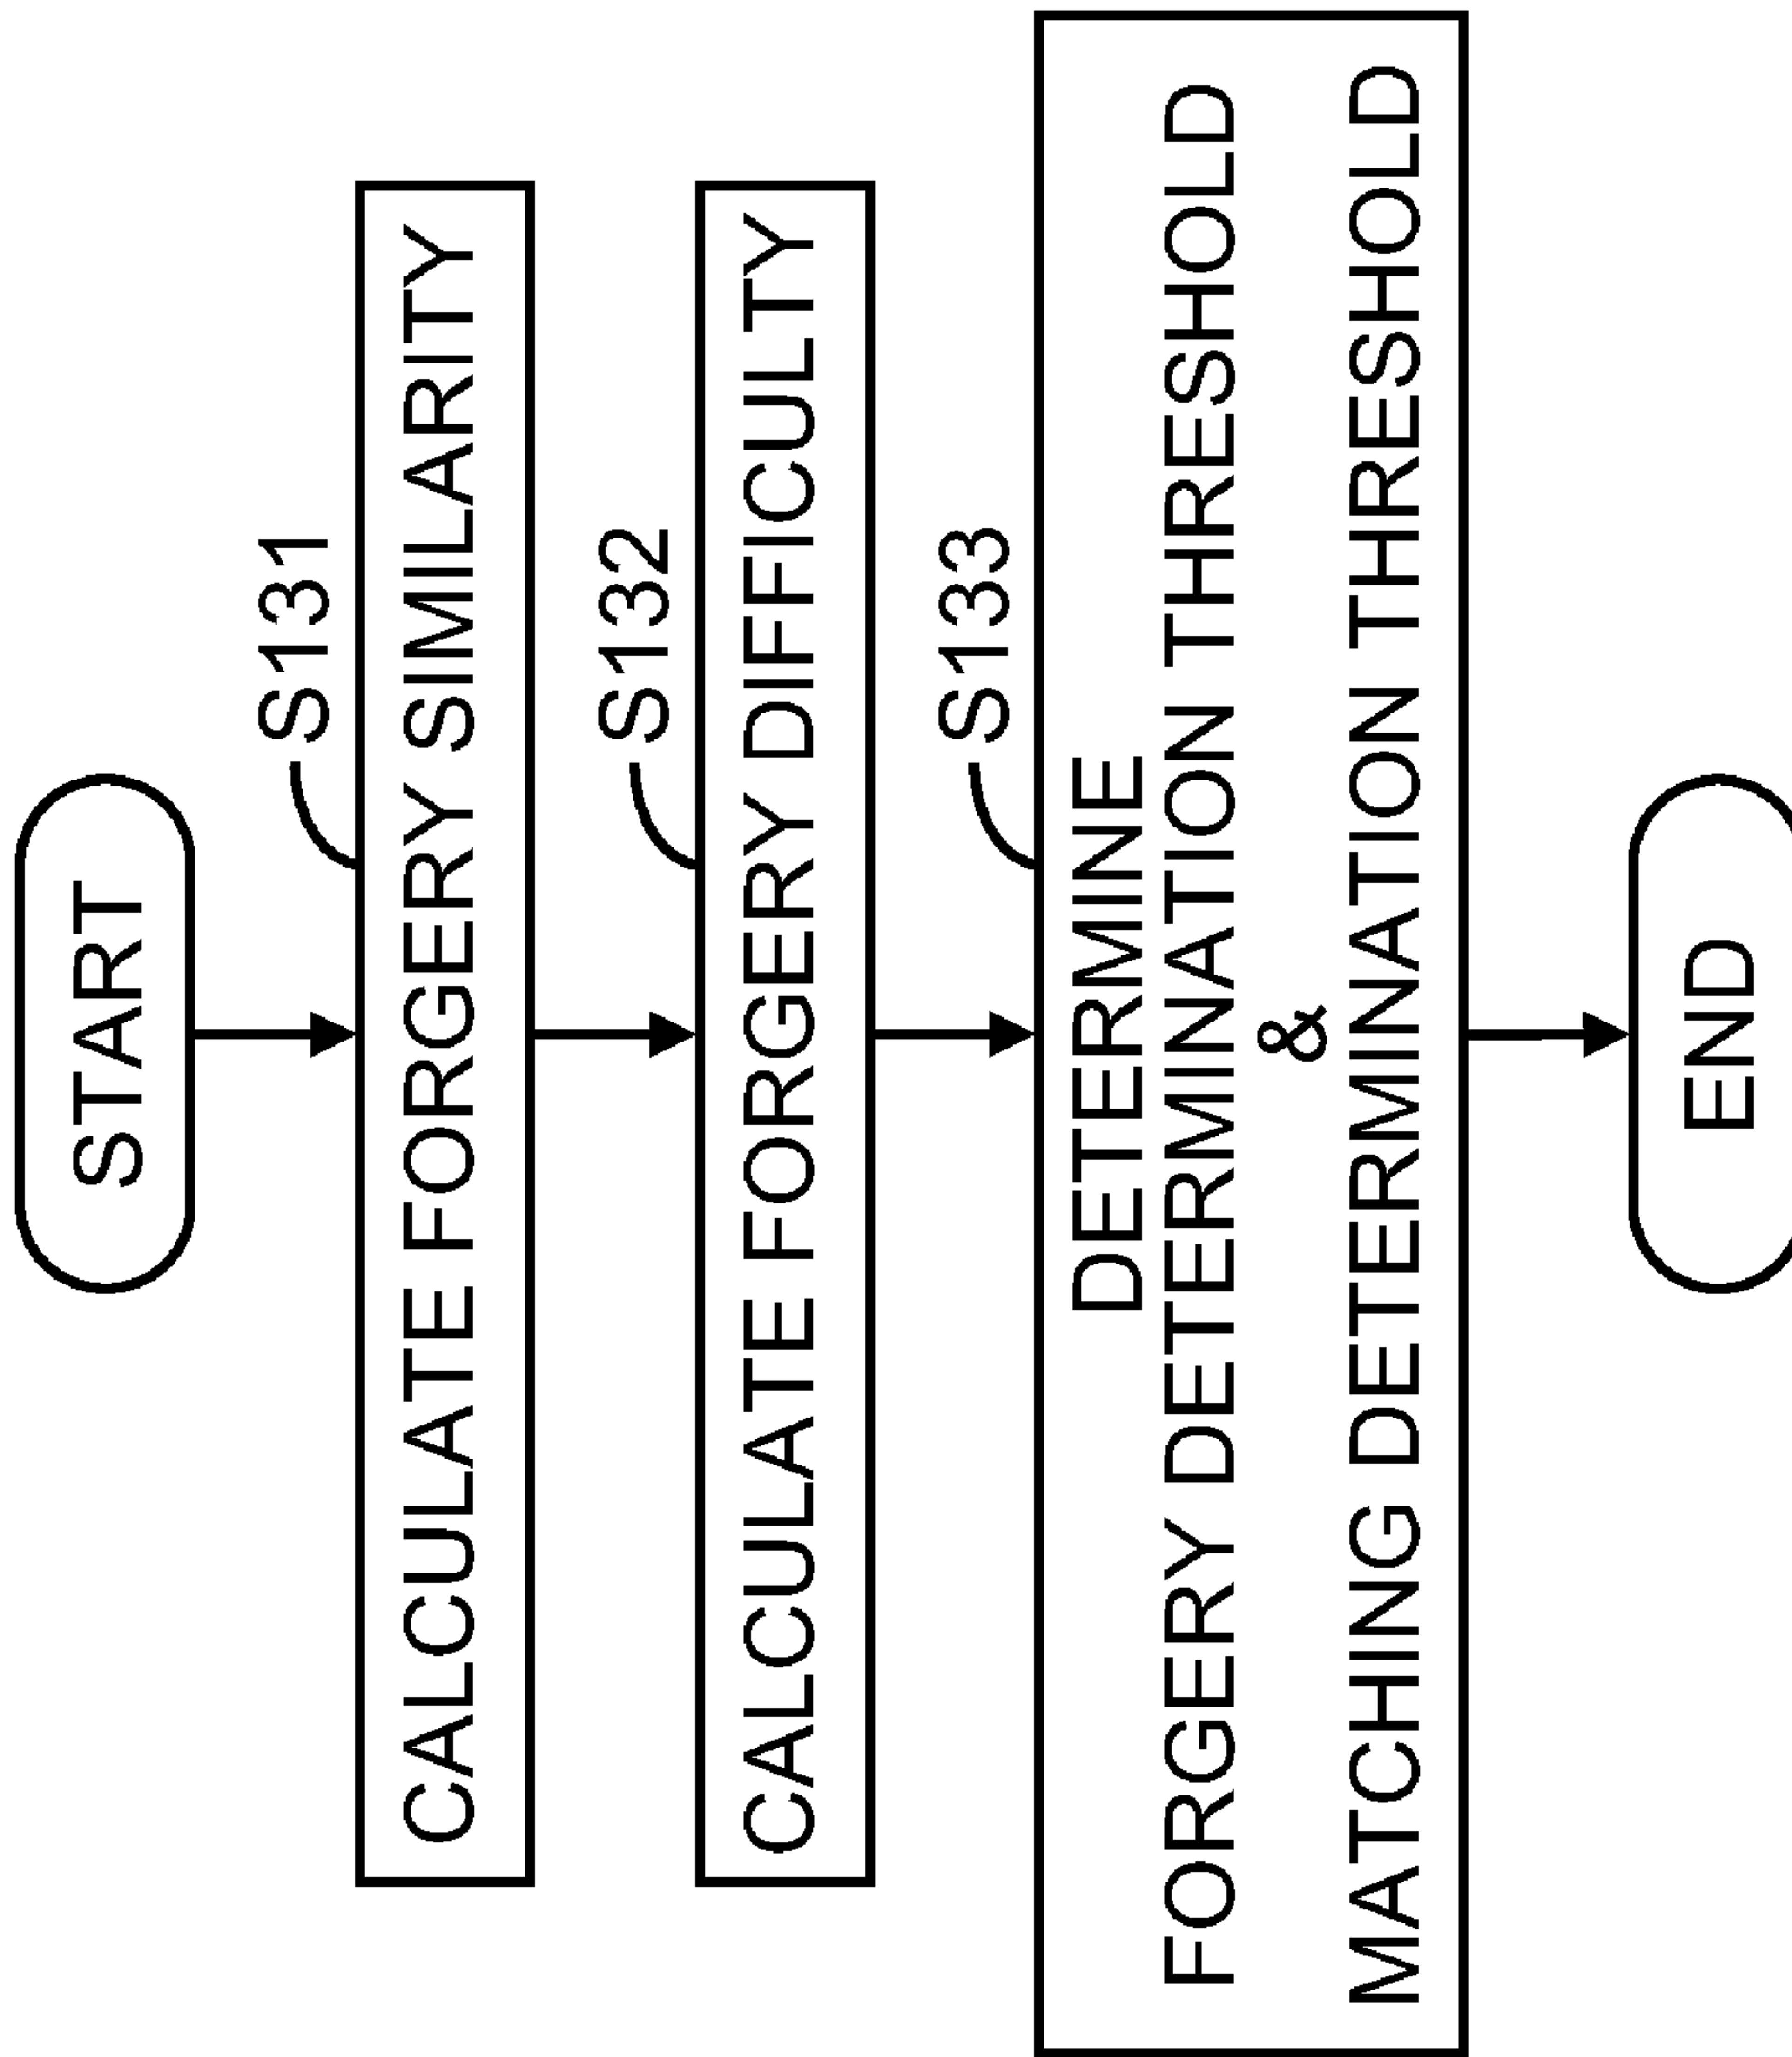 START
S131
CALCULATE FORGERY SIMILARITY
S132
CALCULATE FORGERY DIFFICULTY
S133
DETERMINE
FORGERY DETERMINATION THRESHOLD
&
MATCHING DETERMINATION THRESHOLD
END